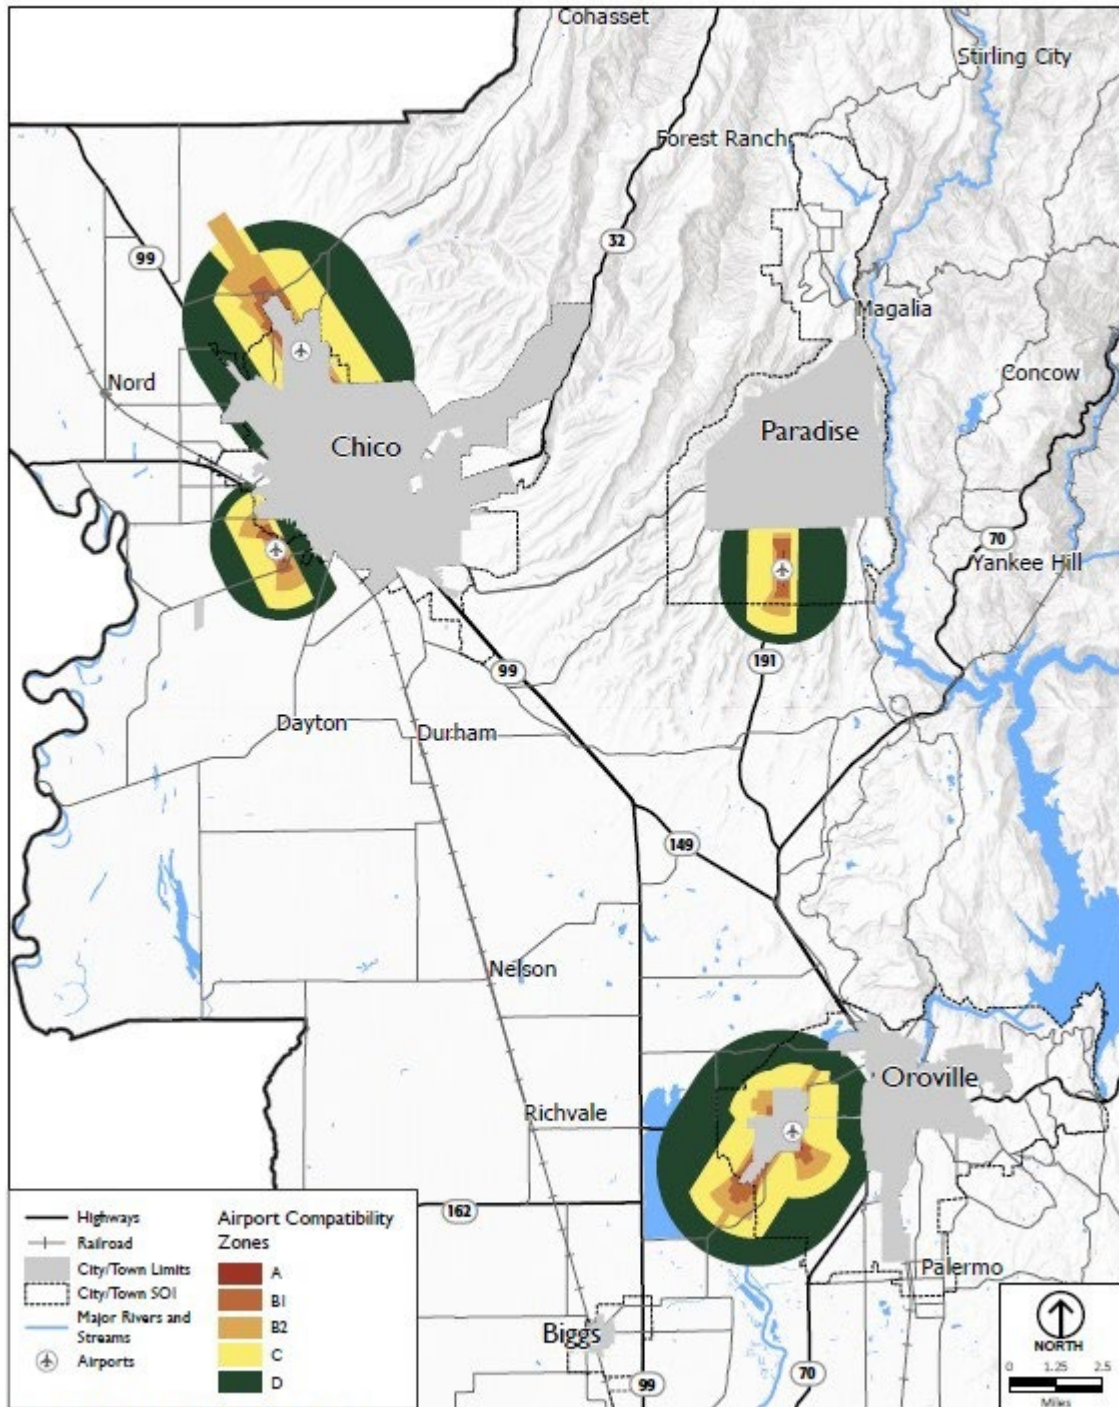 Cohasset
Stirling City
Forest Ranch
32
99
Magalia
Nord
Concow
Chico
Paradise
70
Yankee Hill
191
99
Dayton
Durham
149
Nelson
Oroville
Richvale
162
Palermo
Biggs
70
99
Highways
Railroad
City/Town Limits
City/Town SOI
Major Rivers and
Streams
Airports
Airport Compatibility
Zones
A
B1
B2
C
D
NORTH
0 1.25 2.5
Miles